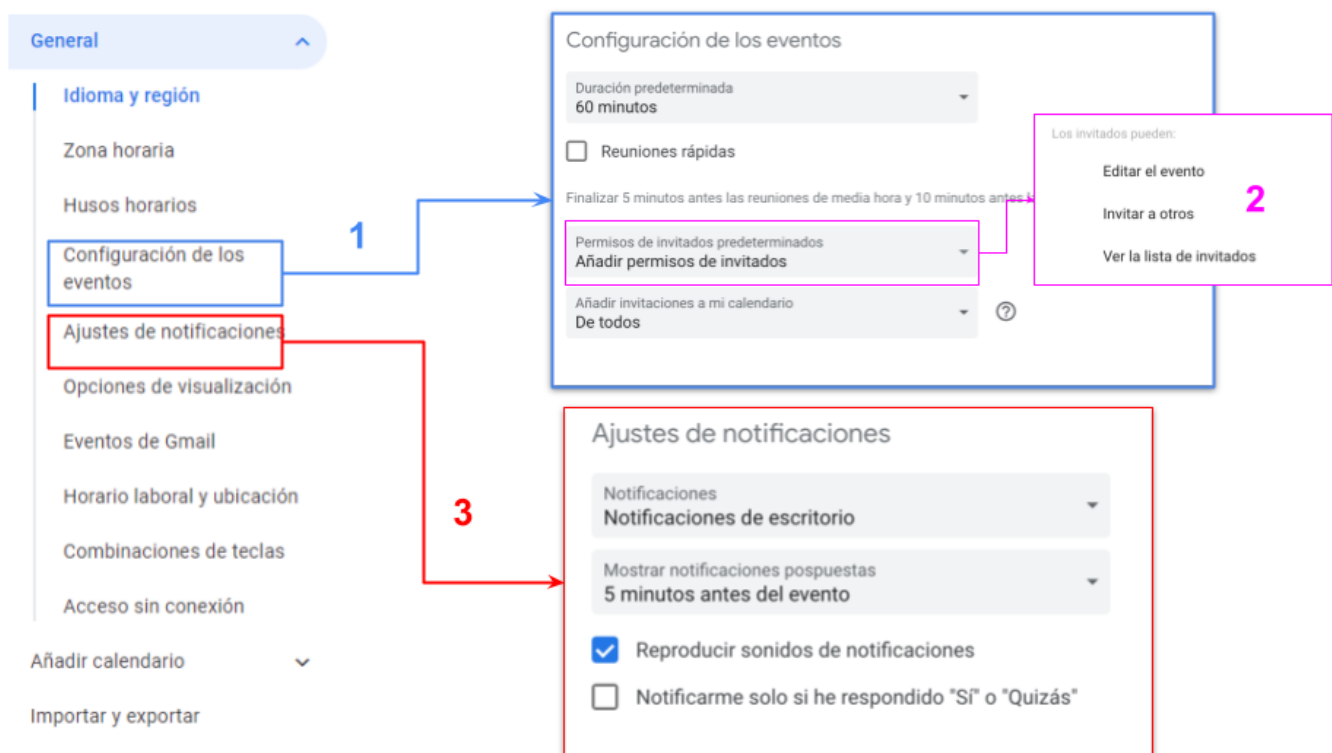 General
Idioma y región
Zona horaria
Husos horarios
Configuración de los
eventos
Ajustes de notificaciones
Opciones de visualización
Eventos de Gmail
Horario laboral y ubicación
Combinaciones de teclas
Acceso sin conexión
Añadir calendario
Importar y exportar
1
Configuración de los eventos
Duración predeterminada
60 minutos
Reuniones rápidas
Finalizar 5 minutos antes las reuniones de media hora y 10 minutos antes
Permisos de invitados predeterminados
Añadir permisos de invitados
Añadir invitaciones a mi calendario
De todos
Los invitados pueden:
Editar el evento
Invitar a otros
Ver la lista de invitados
2
3
Ajustes de notificaciones
Notificaciones
Notificaciones de escritorio
Mostrar notificaciones pospuestas
5 minutos antes del evento
Reproducir sonidos de notificaciones
Notificarme solo si he respondido "Sí" o "Quizás"